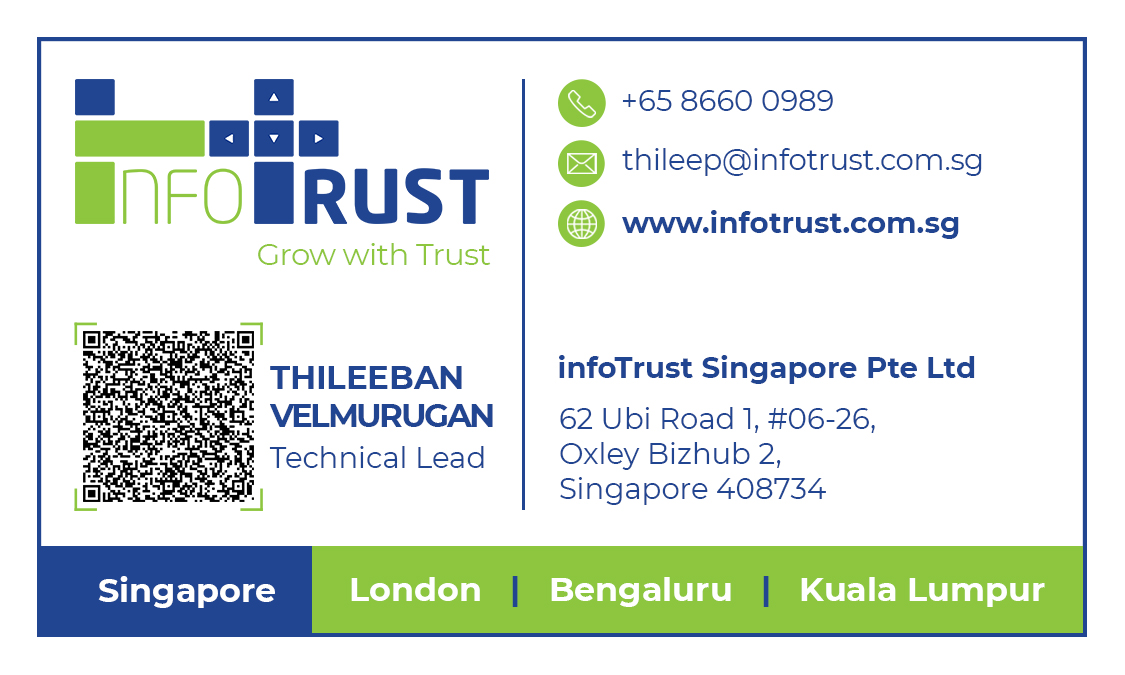 infoTRUST
Grow with Trust
THILEEBAN
VELMURUGAN
Technical Lead
+65 8660 0989
thileep@infotrust.com.sg
www.infotrust.com.sg
infoTrust Singapore Pte Ltd
62 Ubi Road 1, #06-26,
Oxley Bizhub 2,
Singapore 408734
Singapore London | Bengaluru | Kuala Lumpur